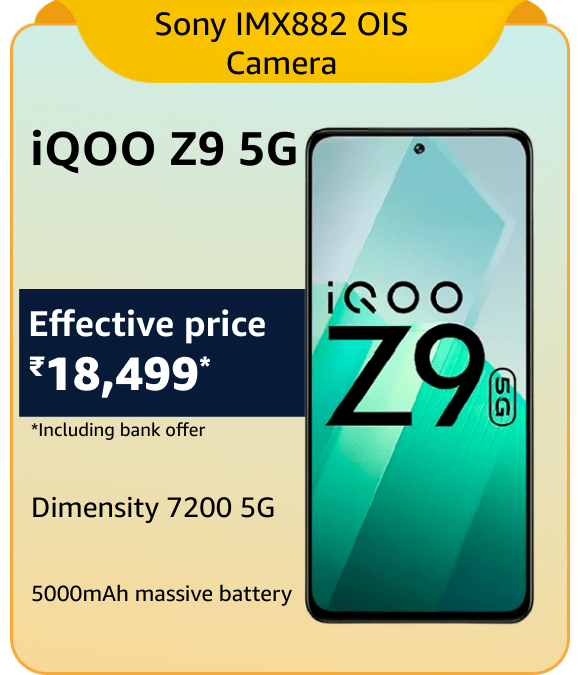 Sony IMX882 OIS
Camera
iQOO Z9 5G
Effective price
₹18,499*
*Including bank offer
Dimensity 7200 5G
5000mAh massive battery
iQOO
Z9
5G